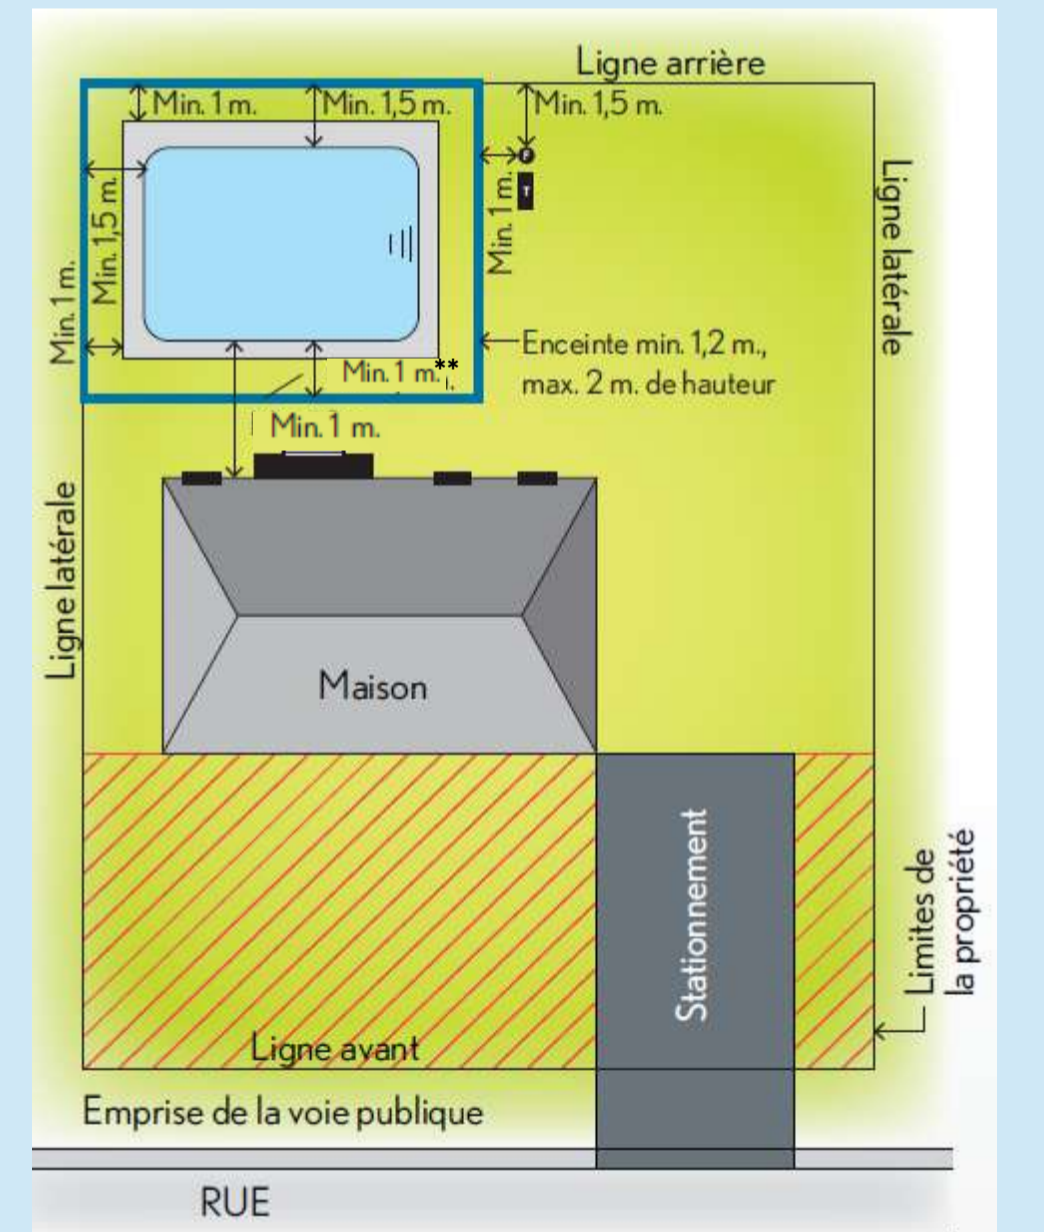 Ligne arrière
Min. 1 m.
Min. 1,5 m.
Min. 1,5 m.
Min. 1,5 m.
Min. 1 m.
Min. 1 m.
F
T
Ligne latérale
Enceinte min. 1,2 m.,
max. 2 m. de hauteur
Min. 1 m.**
Min. 1 m.
Ligne latérale
Maison
Stationnement
Limites de
la propriété
Ligne avant
Emprise de la voie publique
RUE